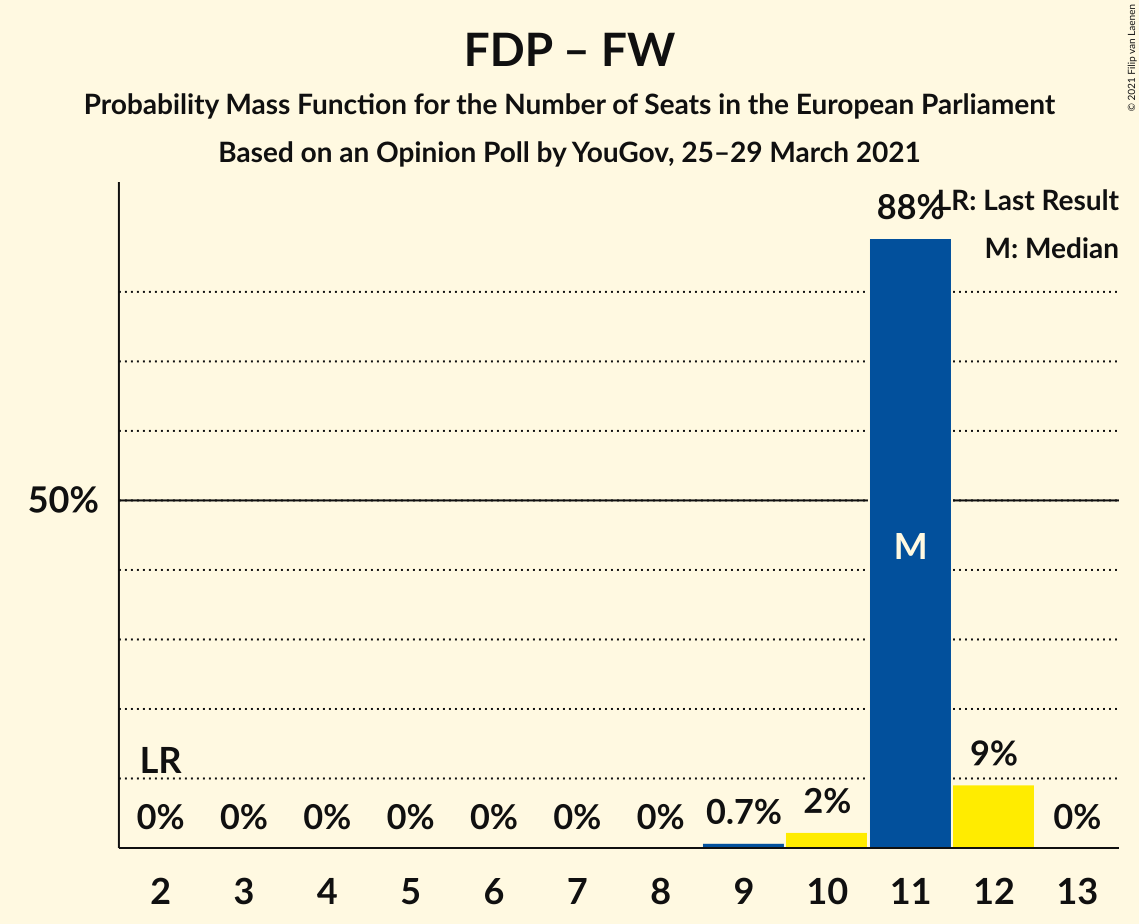 FDP – FW
Probability Mass Function for the Number of Seats in the European Parliament
Based on an Opinion Poll by YouGov, 25–29 March 2021
© 2021 Filip van Laenen
LR: Last Result
M: Median
88%
50%
M
LR
9%
0% 0% 0% 0% 0% 0% 0% 0.7% 2% 0%
2 3 4 5 6 7 8 9 10 11 12 13